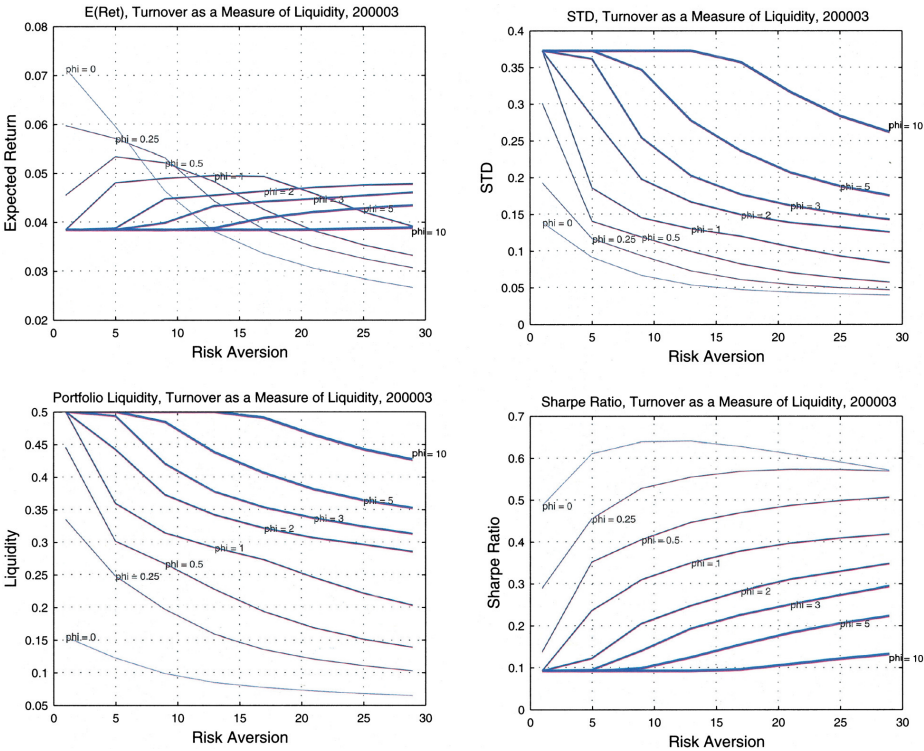 E(Ret), Turnover as a Measure of Liquidity, 200003
Expected Return
0.08
0.07
0.06
0.05
0.04
0.03
0.02
phi = 0
phi = 0.25
phi = 0.5
phi = 1
phi = 2
phi = 3
phi = 5
phi = 10
0 5 10 15 20 25 30
Risk Aversion
STD, Turnover as a Measure of Liquidity, 200003
STD
0.4
0.35
0.3
0.25
0.2
0.15
0.1
0.05
0
phi = 10
phi = 5
phi = 3
phi = 2
phi = 1
phi = 0
phi = 0.25
phi = 0.5
0 5 10 15 20 25 30
Risk Aversion
Portfolio Liquidity, Turnover as a Measure of Liquidity, 200003
Liquidity
0.5
0.45
0.4
0.35
0.3
0.25
0.2
0.15
0.1
0.05
phi = 10
phi = 5
phi = 3
phi = 2
phi = 1
phi = 0.5
phi = 0.25
phi = 0
0 5 10 15 20 25 30
Risk Aversion
Sharpe Ratio, Turnover as a Measure of Liquidity, 200003
Sharpe Ratio
0.7
0.6
0.5
0.4
0.3
0.2
0.1
0
phi = 0
phi = 0.25
phi = 0.5
phi = 1
phi = 2
phi = 3
phi = 5
phi = 10
0 5 10 15 20 25 30
Risk Aversion